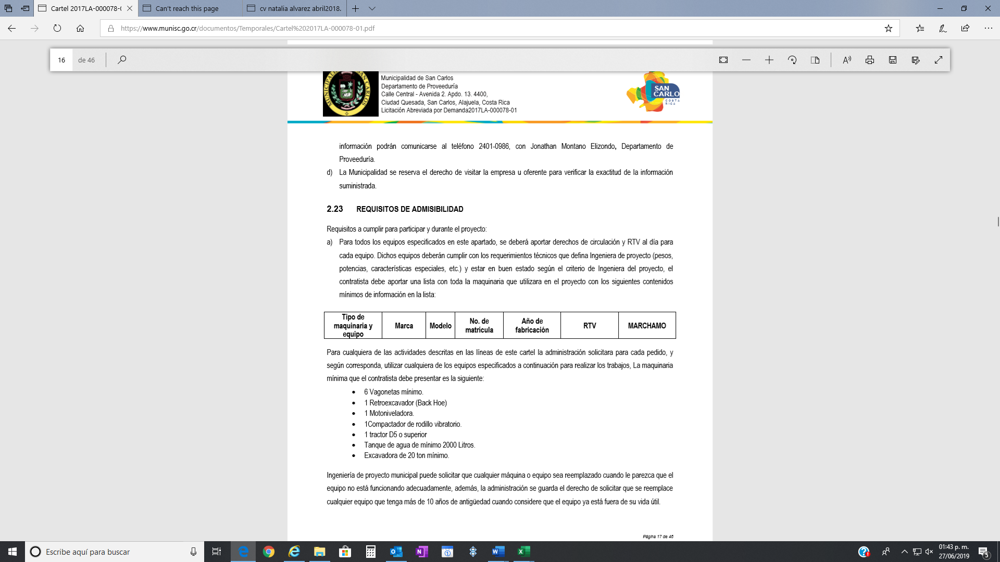 Cartel 2017LA-000078-(
Can't reach this page
cv natalia alvarez abril2018.
https://www.munisc.go.cr/documentos/Temporales/Cartel%202017LA-000078-01.pdf
16 de 46
MUNICIPALIDAD SAN CARLOS
Municipalidad de San Carlos
Departamento de Proveeduría
Calle Central - Avenida 2. Apdo. 13. 4400,
Ciudad Quesada, San Carlos, Alajuela, Costa Rica
Licitación Abreviada por Demanda2017LA-000078-01
SAN
CARLO
COSTA
RICA
información podrán comunicarse al teléfono 2401-0986, con Jonathan Montano Elizondo, Departamento de
Proveeduría.
d) La Municipalidad se reserva el derecho de visitar la empresa u oferente para verificar la exactitud de la información
suministrada.
2.23 REQUISITOS DE ADMISIBILIDAD
Requisitos a cumplir para participar y durante el proyecto:
a) Para todos los equipos especificados en este apartado, se deberá aportar derechos de circulación y RTV al día para
cada equipo. Dichos equipos deberán cumplir con los requerimientos técnicos que defina Ingeniera de proyecto (pesos,
potencias, características especiales, etc.) y estar en buen estado según el criterio de Ingeniera del proyecto, el
contratista debe aportar una lista con toda la maquinaria que utilizara en el proyecto con los siguientes contenidos
mínimos de información en la lista:
Tipo de maquinaria y equipo Marca Modelo No. de matrícula Año de fabricación RTV MARCHAMO
Para cualquiera de las actividades descritas en las líneas de este cartel la administración solicitara para cada pedido, y
según corresponda, utilizar cualquiera de los equipos especificados a continuación para realizar los trabajos, La maquinaria
mínima que el contratista debe presentar es la siguiente:
• 6 Vagonetas mínimo.
• 1 Retroexcavador (Back Hoe)
• 1 Motoniveladora.
• 1Compactador de rodillo vibratorio.
• 1 tractor D5 o superior
• Tanque de agua de mínimo 2000 Litros.
• Excavadora de 20 ton mínimo.
Ingeniería de proyecto municipal puede solicitar que cualquier máquina o equipo sea reemplazado cuando le parezca que el
equipo no está funcionando adecuadamente, además, la administración se guarda el derecho de solicitar que se reemplace
cualquier equipo que tenga más de 10 años de antigüedad cuando considere que el equipo ya está fuera de su vida útil.
Página 17 de 46
Escribe aquí para buscar
01:43 p. m.
27/06/2019
5